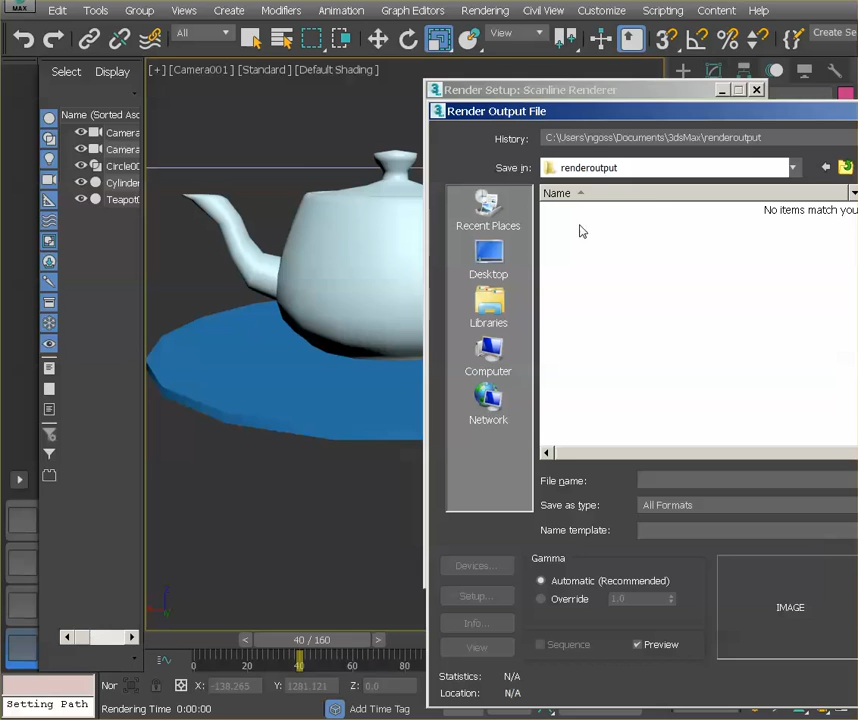 MAX
Edit Tools Group Views Create Modifiers Animation Graph Editors Rendering Civil View Customize Scripting Content Help
All
View
Create Se
Select Display
[+] [Camera001 ] [Standard ] [Default Shading ]
Name (Sorted Asc
Camera
Camera
Circle00
Cylinder
Teapot0
Render Setup: Scanline Renderer
Render Output File
History: C:\Users\ngoss\Documents\3dsMax\renderoutput
Save in: renderoutput
Name
No items match you
Recent Places
Desktop
Libraries
Computer
Network
File name:
Save as type: All Formats
Name template:
Devices...
Setup...
Info...
View
Gamma
Automatic (Recommended)
Override 1.0
Sequence Preview
IMAGE
Statistics: N/A
Location: N/A
40 / 160
0 20 40 60 80
Nor X: -138.265 Y: 1281.121 Z: 0.0
Setting Path
Rendering Time 0:00:00
Add Time Tag